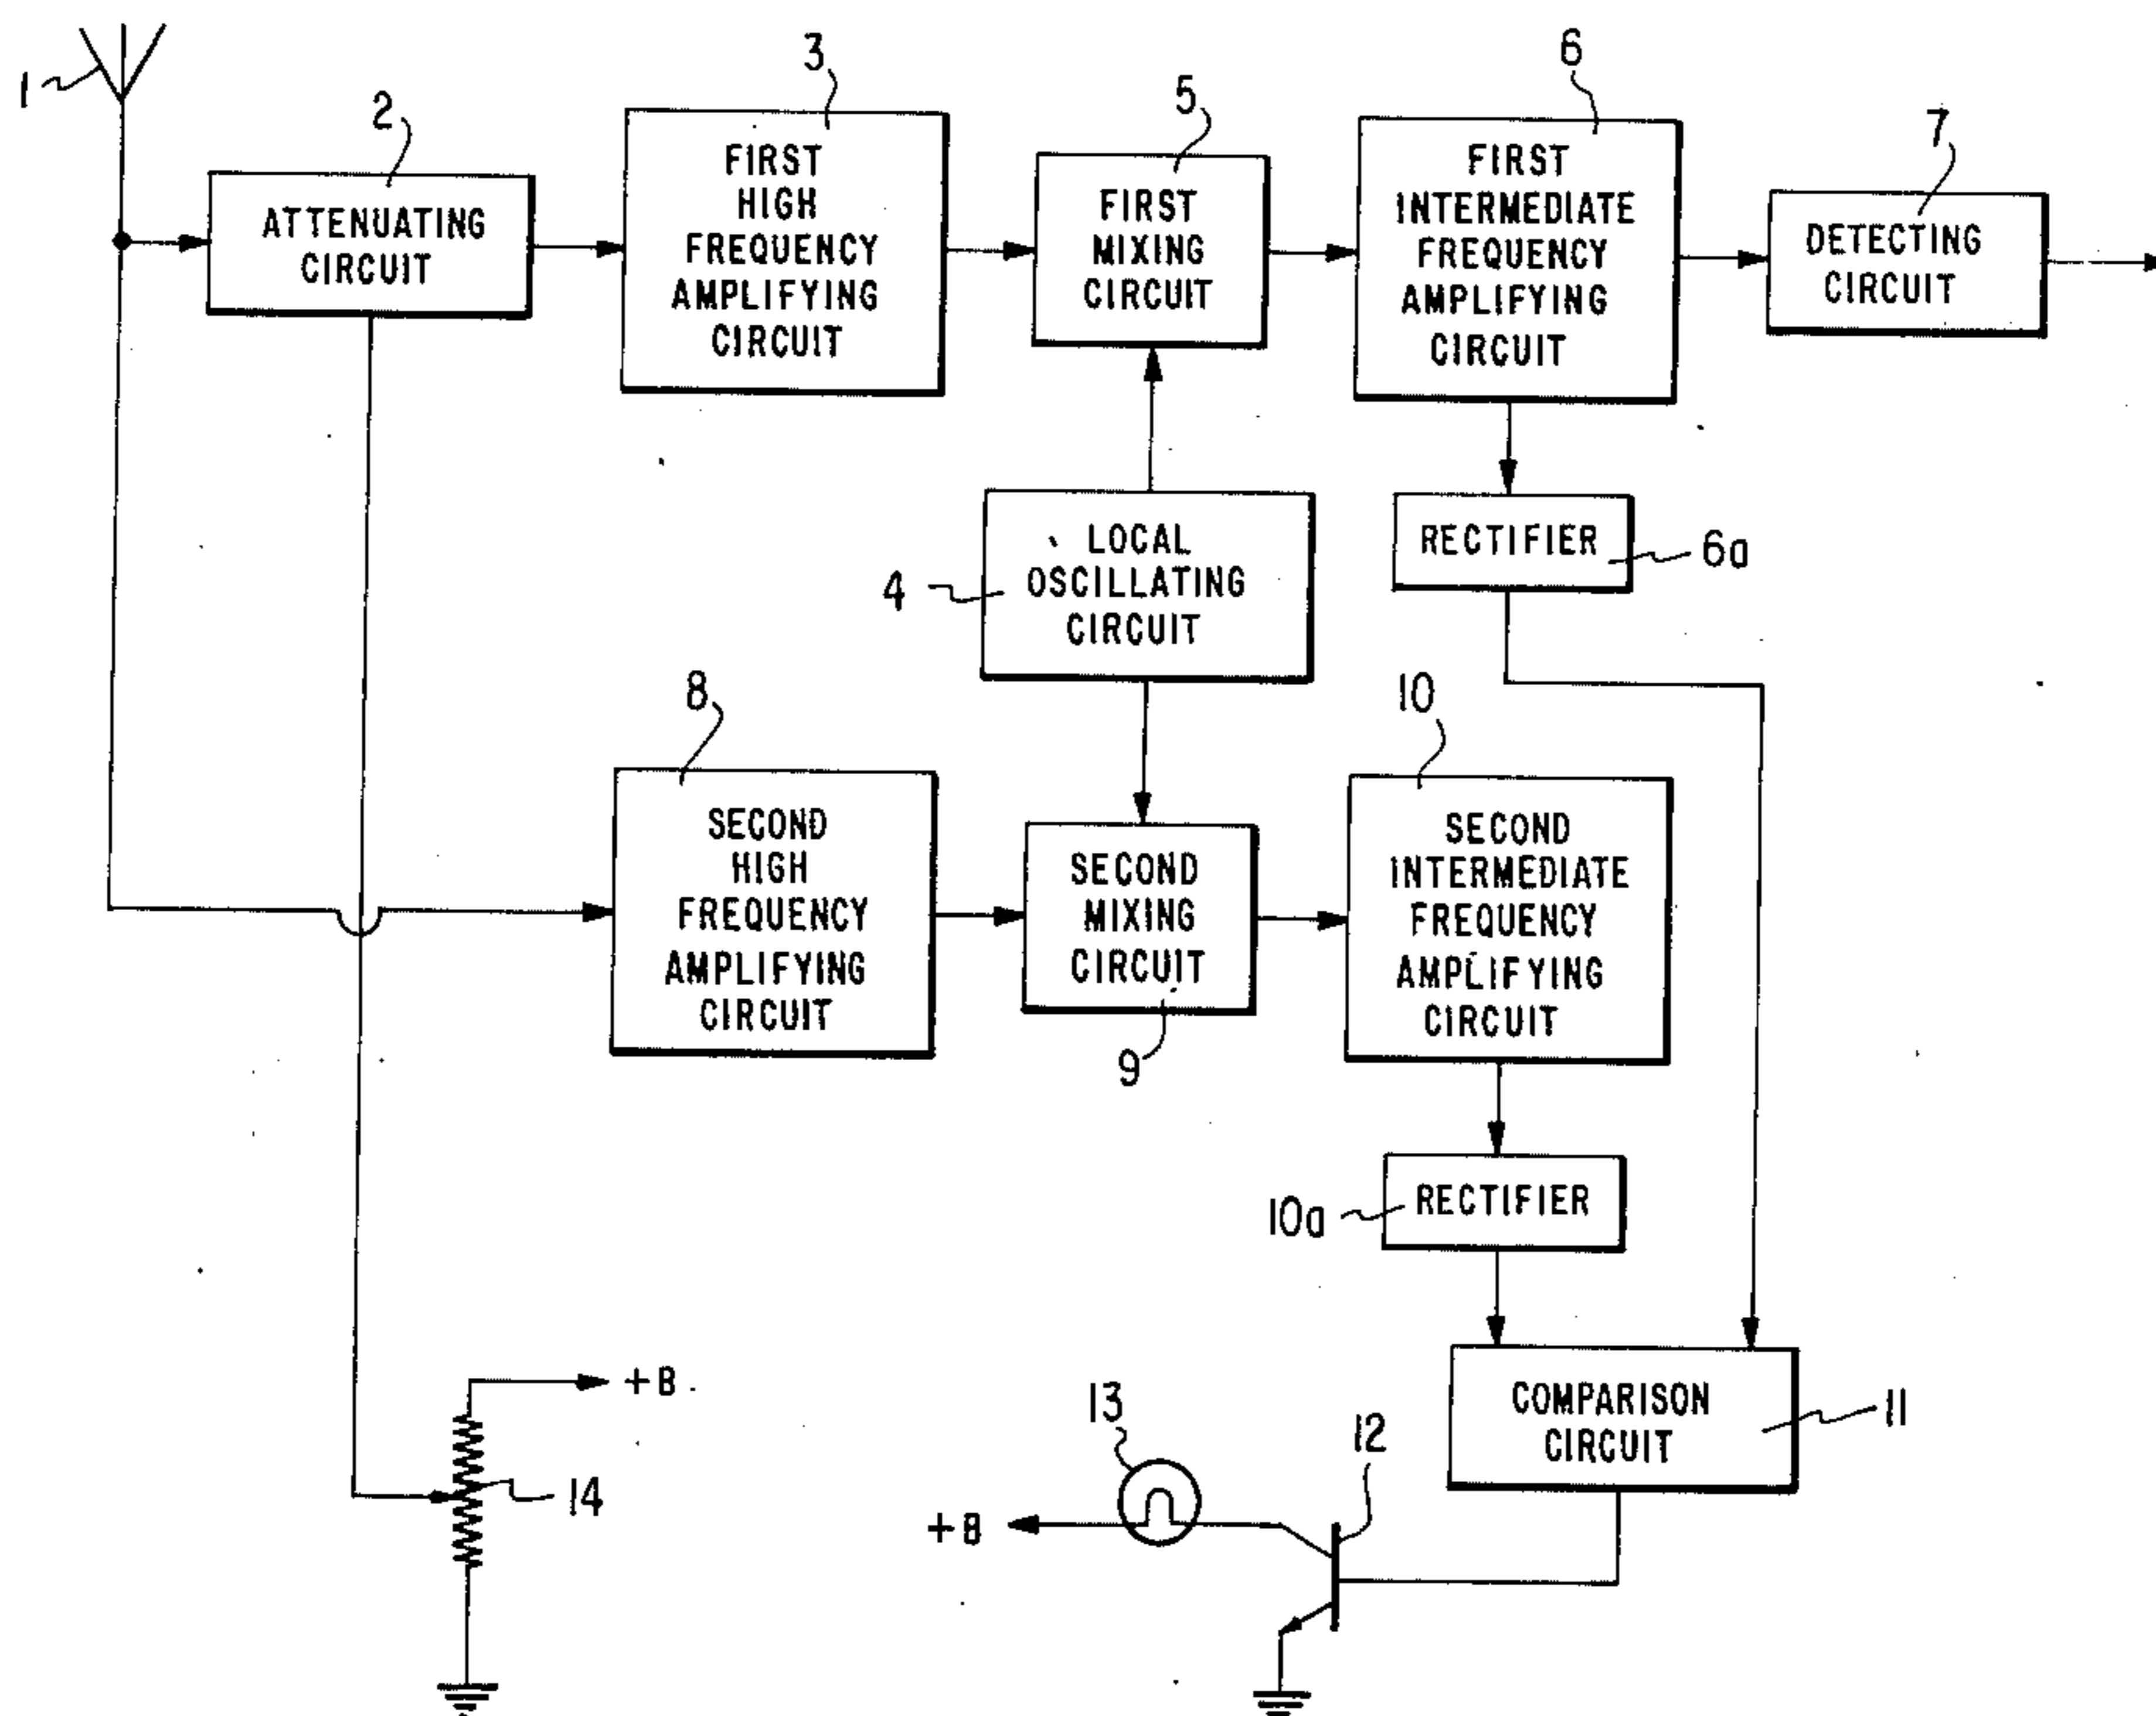 1
2
ATTENUATING
CIRCUIT
3
FIRST
HIGH
FREQUENCY
AMPLIFYING
CIRCUIT
5
FIRST
MIXING
CIRCUIT
6
FIRST
INTERMEDIATE
FREQUENCY
AMPLIFYING
CIRCUIT
7
DETECTING
CIRCUIT
4
LOCAL
OSCILLATING
CIRCUIT
RECTIFIER
6a
8
SECOND
HIGH
FREQUENCY
AMPLIFYING
CIRCUIT
SECOND
MIXING
CIRCUIT
9
10
SECOND
INTERMEDIATE
FREQUENCY
AMPLIFYING
CIRCUIT
10a
RECTIFIER
COMPARISON
CIRCUIT
11
+B
14
13
+B
12